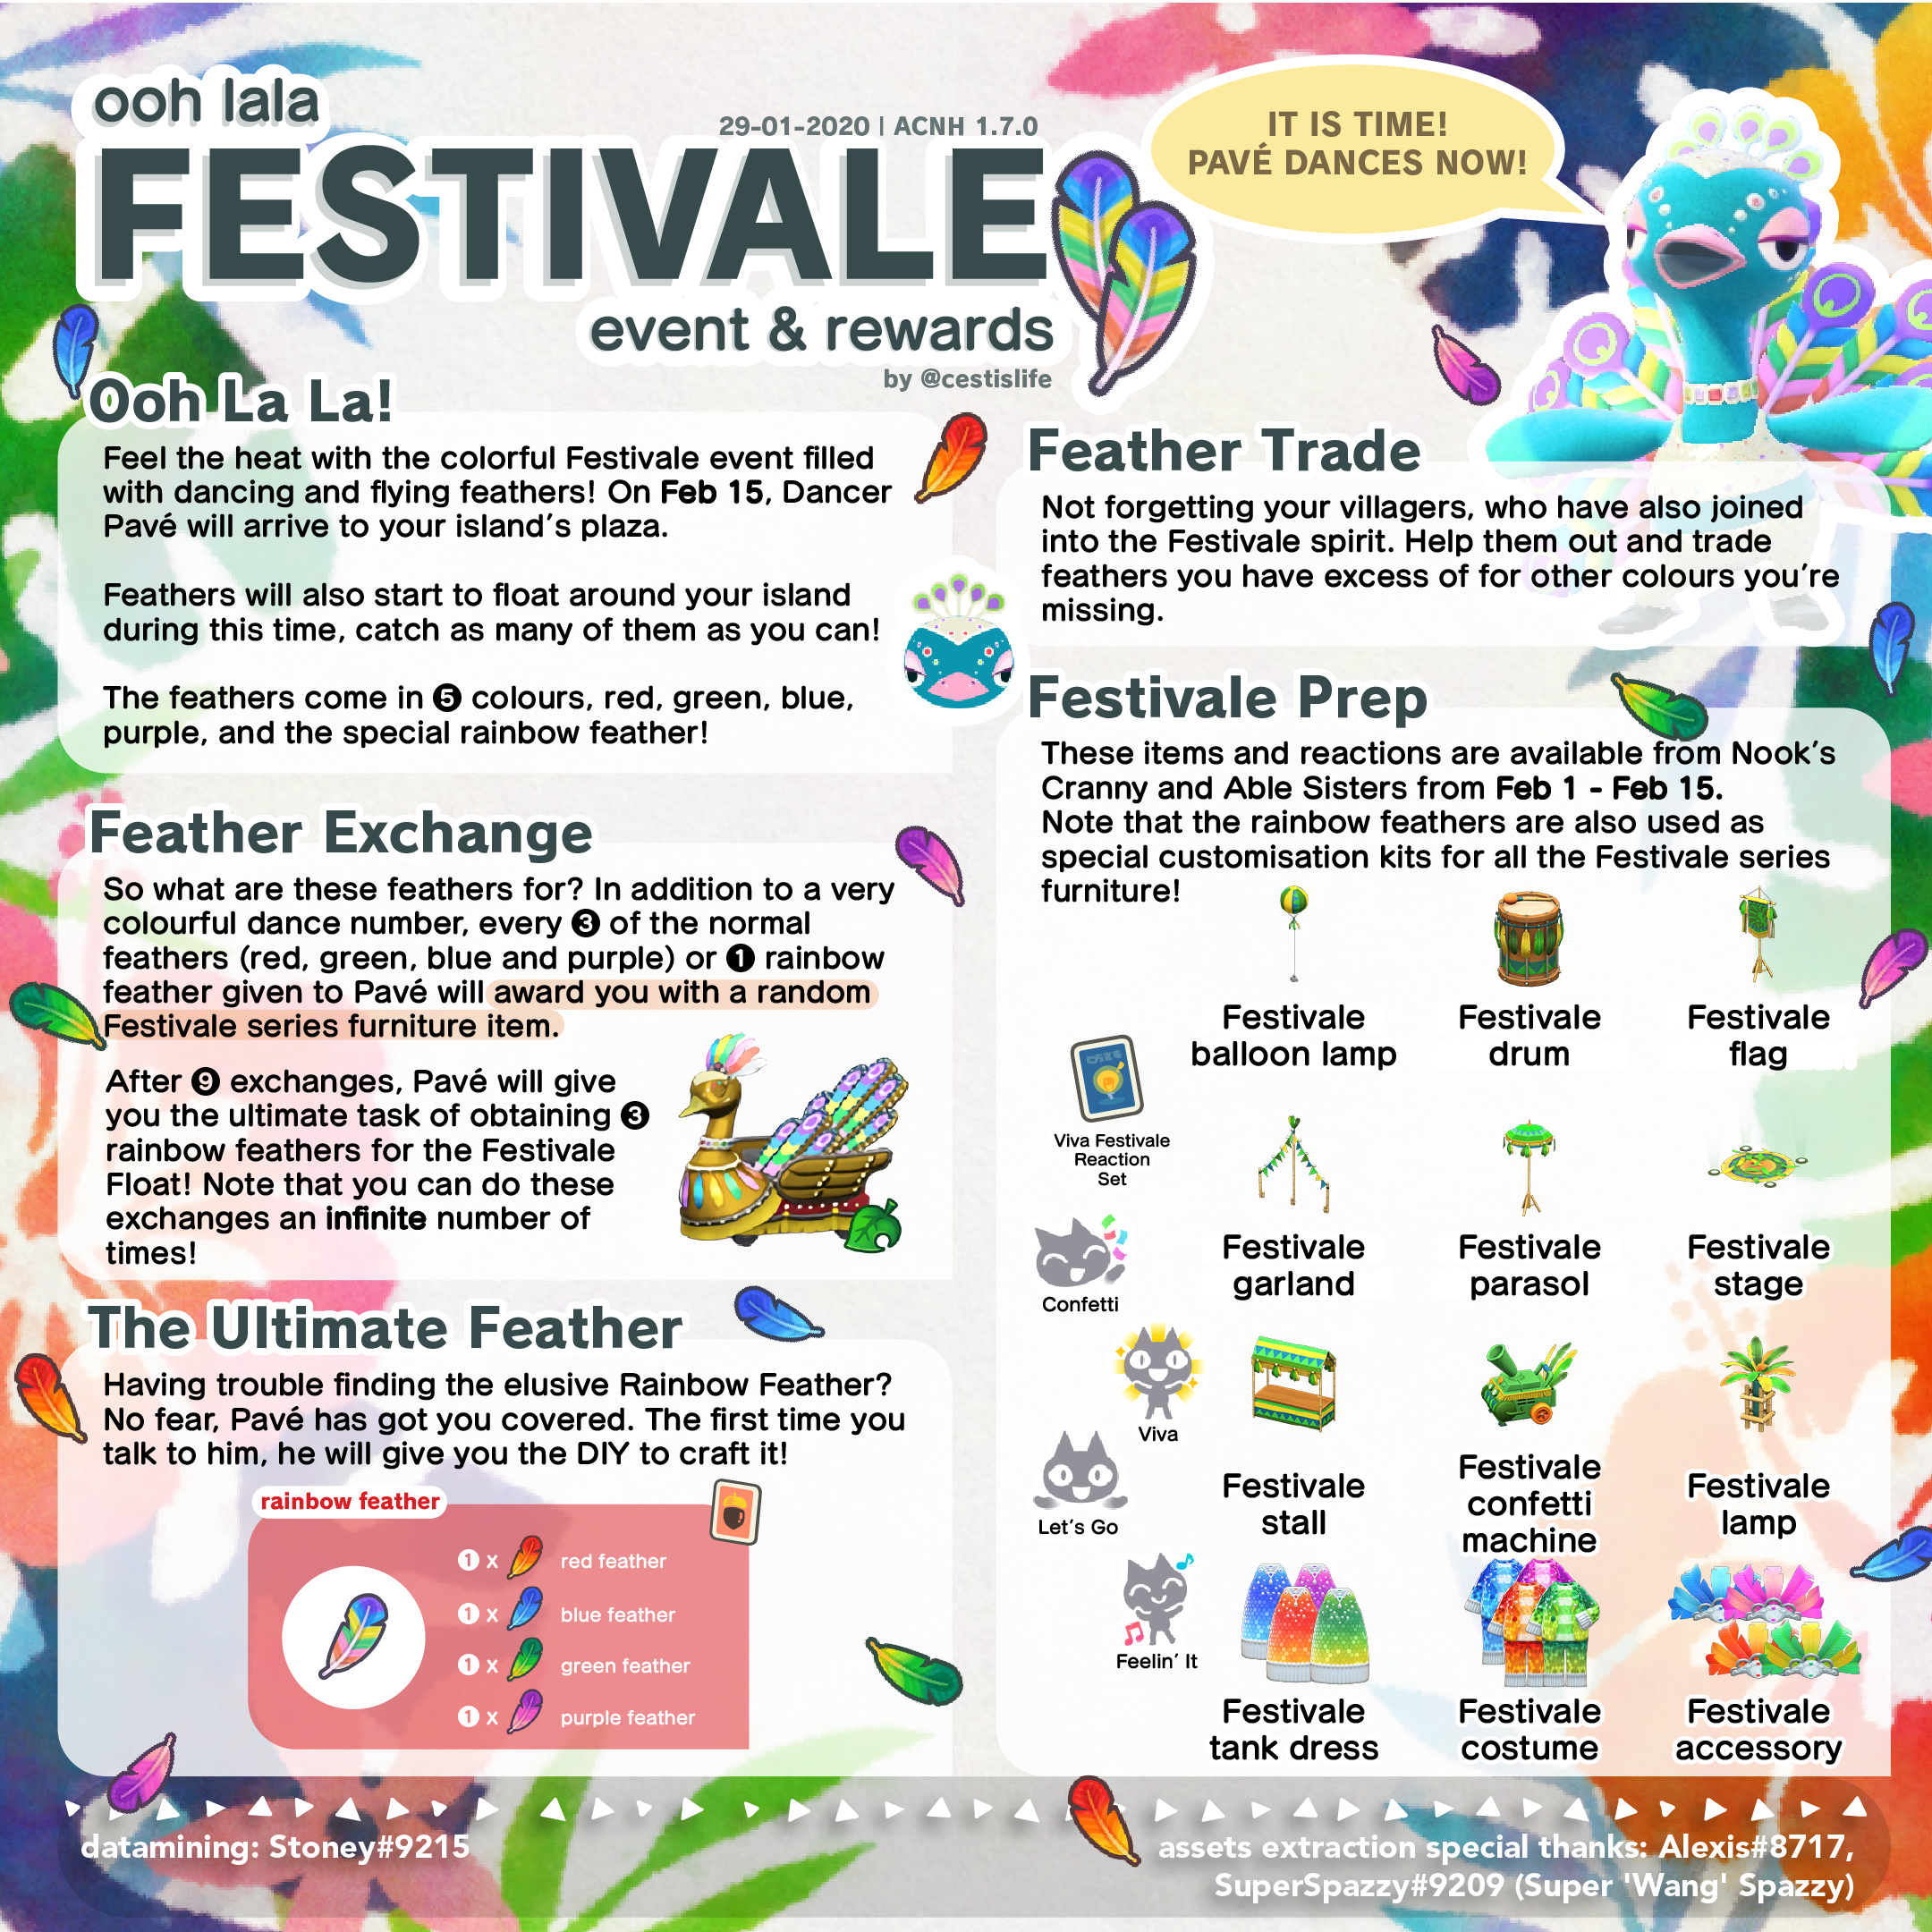 ooh lala
29-01-2020 | ACNH 1.7.0
FESTIVALE
event & rewards
by @cestislife
IT IS TIME!
PAVÉ DANCES NOW!
Ooh La La!
Feel the heat with the colorful Festivale event filled
with dancing and flying feathers! On Feb 15, Dancer
Pavé will arrive to your island's plaza.
Feathers will also start to float around your island
during this time, catch as many of them as you can!
The feathers come in 5 colours, red, green, blue,
purple, and the special rainbow feather!
Feather Exchange
So what are these feathers for? In addition to a very
colourful dance number, every 3 of the normal
feathers (red, green, blue and purple) or 1 rainbow
feather given to Pavé will award you with a random
Festivale series furniture item.
After 9 exchanges, Pavé will give
you the ultimate task of obtaining 3
rainbow feathers for the Festivale
Float! Note that you can do these
exchanges an infinite number of
times!
The Ultimate Feather
Having trouble finding the elusive Rainbow Feather?
No fear, Pavé has got you covered. The first time you
talk to him, he will give you the DIY to craft it!
rainbow feather
1 x red feather
1 x blue feather
1 x green feather
1 x purple feather
Feather Trade
Not forgetting your villagers, who have also joined
into the Festivale spirit. Help them out and trade
feathers you have excess of for other colours you're
missing.
Festivale Prep
These items and reactions are available from Nook's
Cranny and Able Sisters from Feb 1 - Feb 15.
Note that the rainbow feathers are also used as
special customisation kits for all the Festivale series
furniture!
Viva Festivale
Reaction
Set
Confetti
Viva
Let's Go
Feelin' It
Festivale
balloon lamp
Festivale
drum
Festivale
flag
Festivale
garland
Festivale
parasol
Festivale
stage
Festivale
stall
Festivale
confetti
machine
Festivale
lamp
Festivale
tank dress
Festivale
costume
Festivale
accessory
datamining: Stoney#9215
assets extraction special thanks: Alexis#8717,
SuperSpazzy#9209 (Super 'Wang' Spazzy)